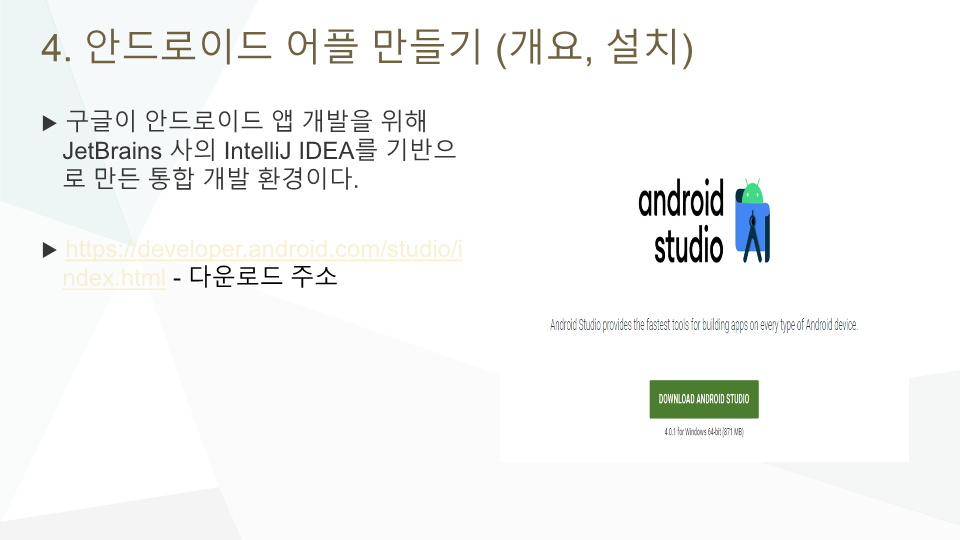 4. 안드로이드 어플 만들기 (개요, 설치)
구글이 안드로이드 앱 개발을 위해
JetBrains 사의 IntelliJ IDEA를 기반으
로 만든 통합 개발 환경이다.
https://developer.android.com/studio/i
ndex.html - 다운로드 주소
android
studio
Android Studio provides the fastest tools for building apps on every type of Android device.
DOWNLOAD ANDROID STUDIO
4.0.1 for Windows 64-bit (871 MB)